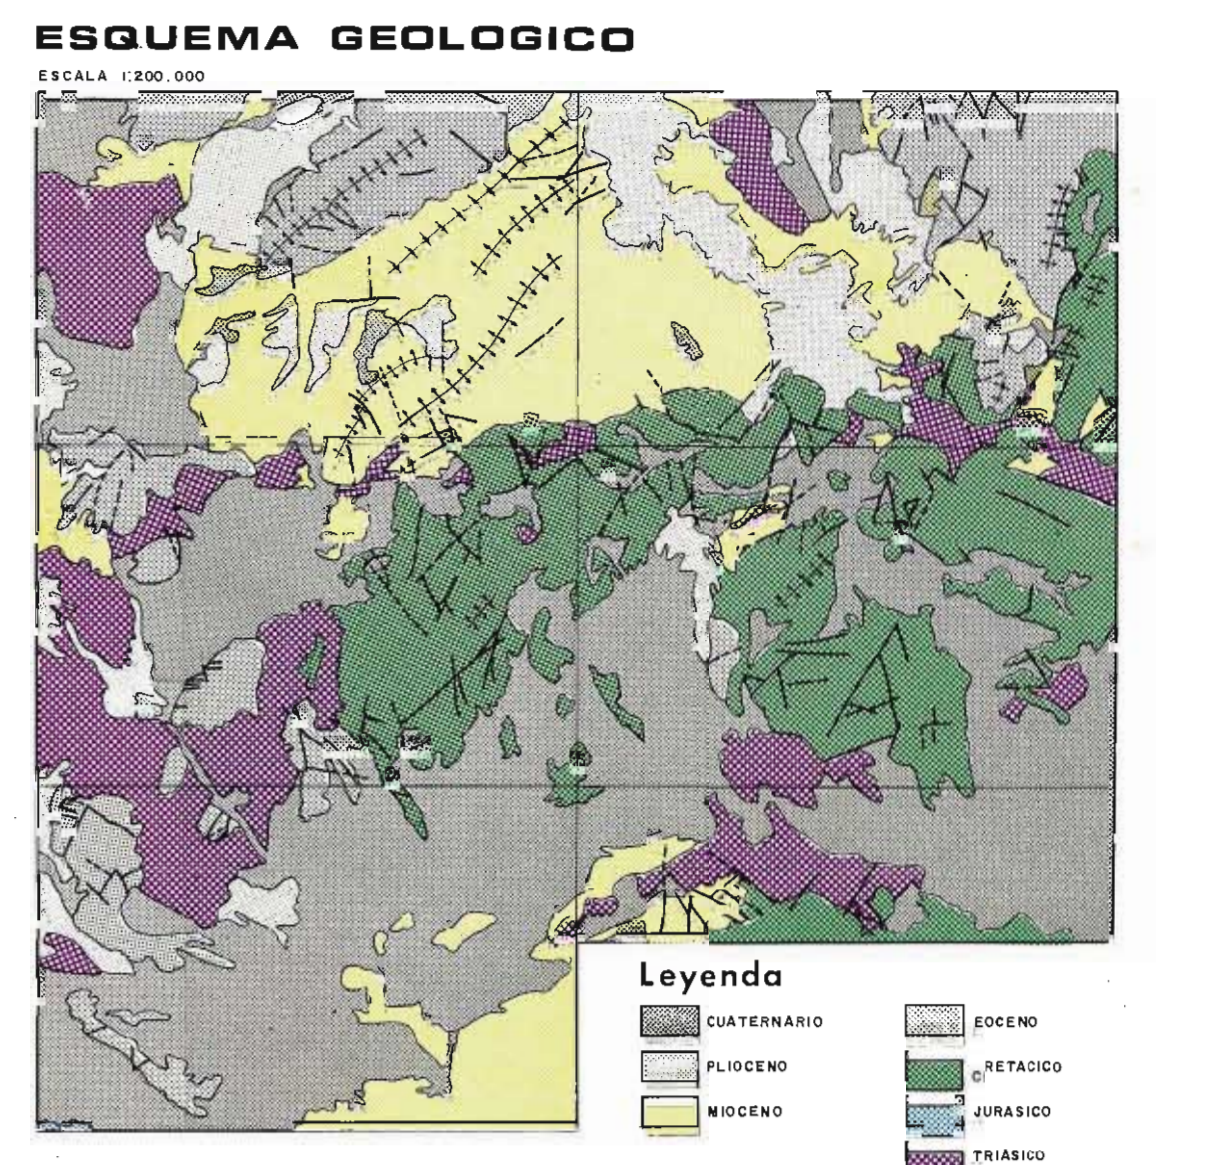 ESQUEMA GEOLOGICO
ESCALA 1:200.000
Leyenda
CUATERNARIO
PLIOCENO
MIOCENO
EOCENO
CRETACICO
JURASICO
TRIASICO